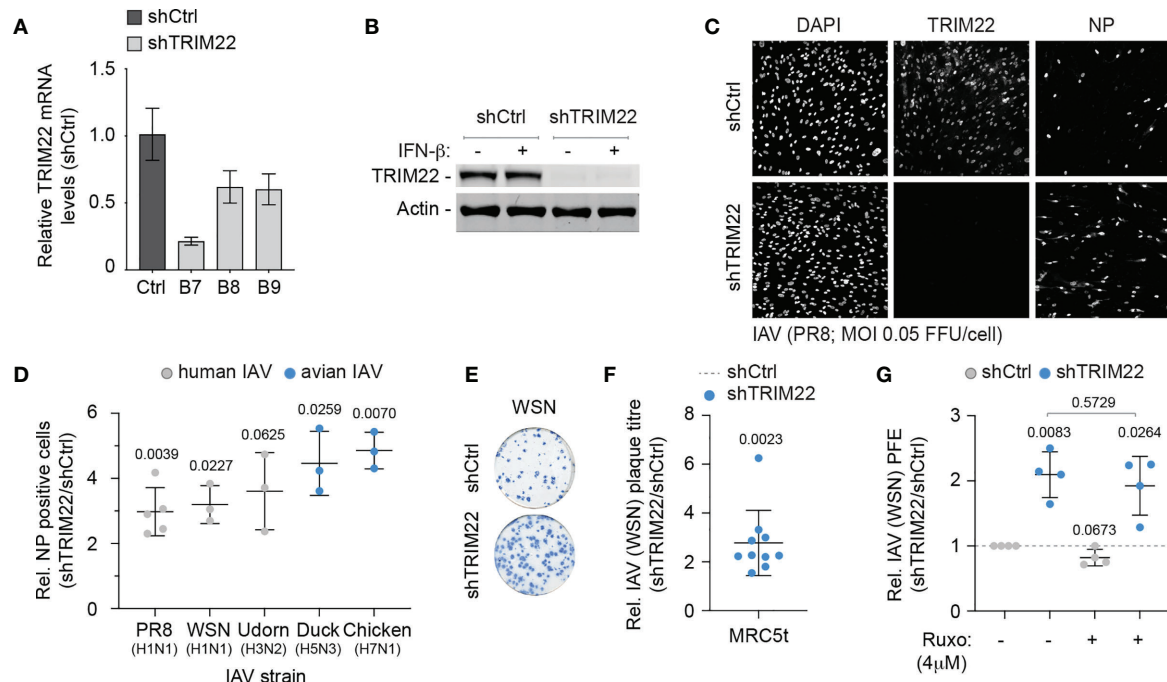 A
shCtrl
shTRIM22
Relative TRIM22 mRNA
levels (shCtrl)
1.5
1.0
0.5
0
Ctrl B7 B8 B9
B
shCtrl shTRIM22
IFN-β: - + - +
TRIM22 -
Actin -
C
DAPI TRIM22 NP
shCtrl
shTRIM22
IAV (PR8; MOI 0.05 FFU/cell)
D
human IAV avian IAV
Rel. NP positive cells
(shTRIM22/shCtrl)
6
4
2
0
0.0039 0.0227 0.0625 0.0259 0.0070
PR8 WSN Udorn Duck Chicken
(H1N1) (H1N1) (H3N2) (H5N3) (H7N1)
IAV strain
E
WSN
shCtrl
shTRIM22
F
shCtrl
shTRIM22
Rel. IAV (WSN) plaque titre
(shTRIM22/shCtrl)
8
6
4
2
0
0.0023
MRC5t
G
shCtrl shTRIM22
Rel. IAV (WSN) PFE
(shTRIM22/shCtrl)
3
2
1
0
0.5729
0.0083 0.0264
0.0673
Ruxo: - - + +
(4µM)